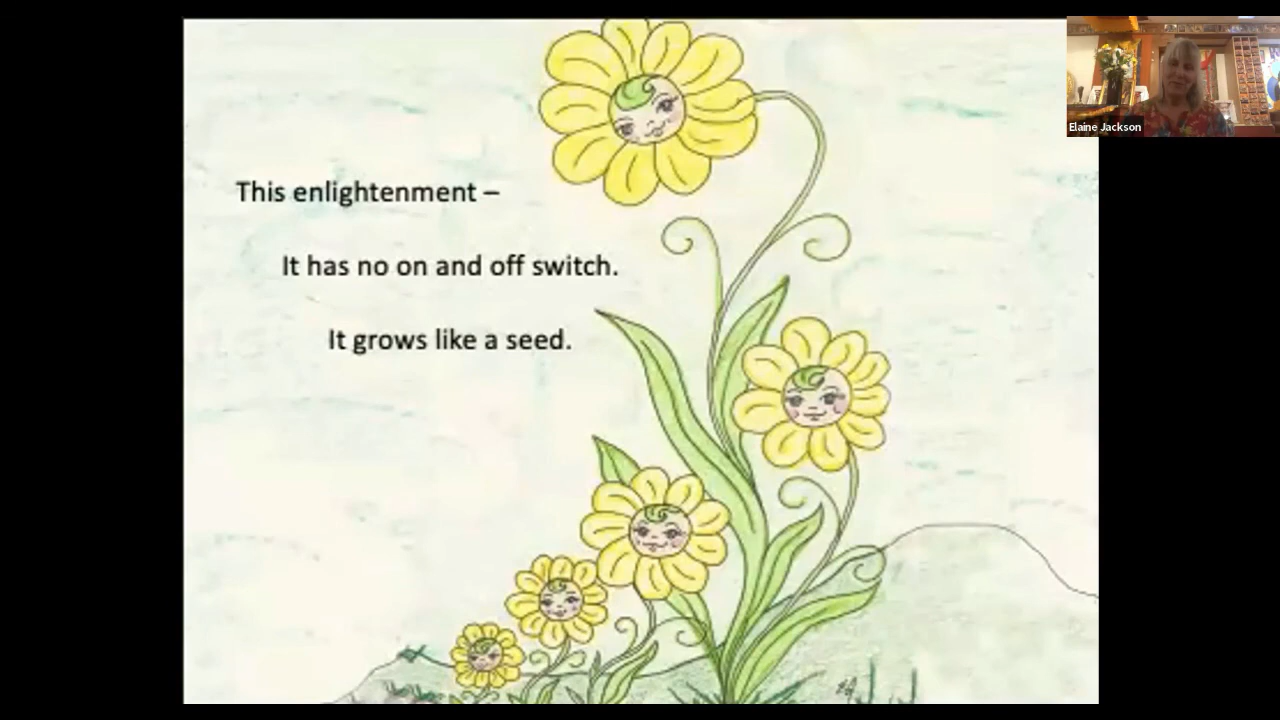 This enlightenment –
It has no on and off switch.
It grows like a seed.
Elaine Jackson